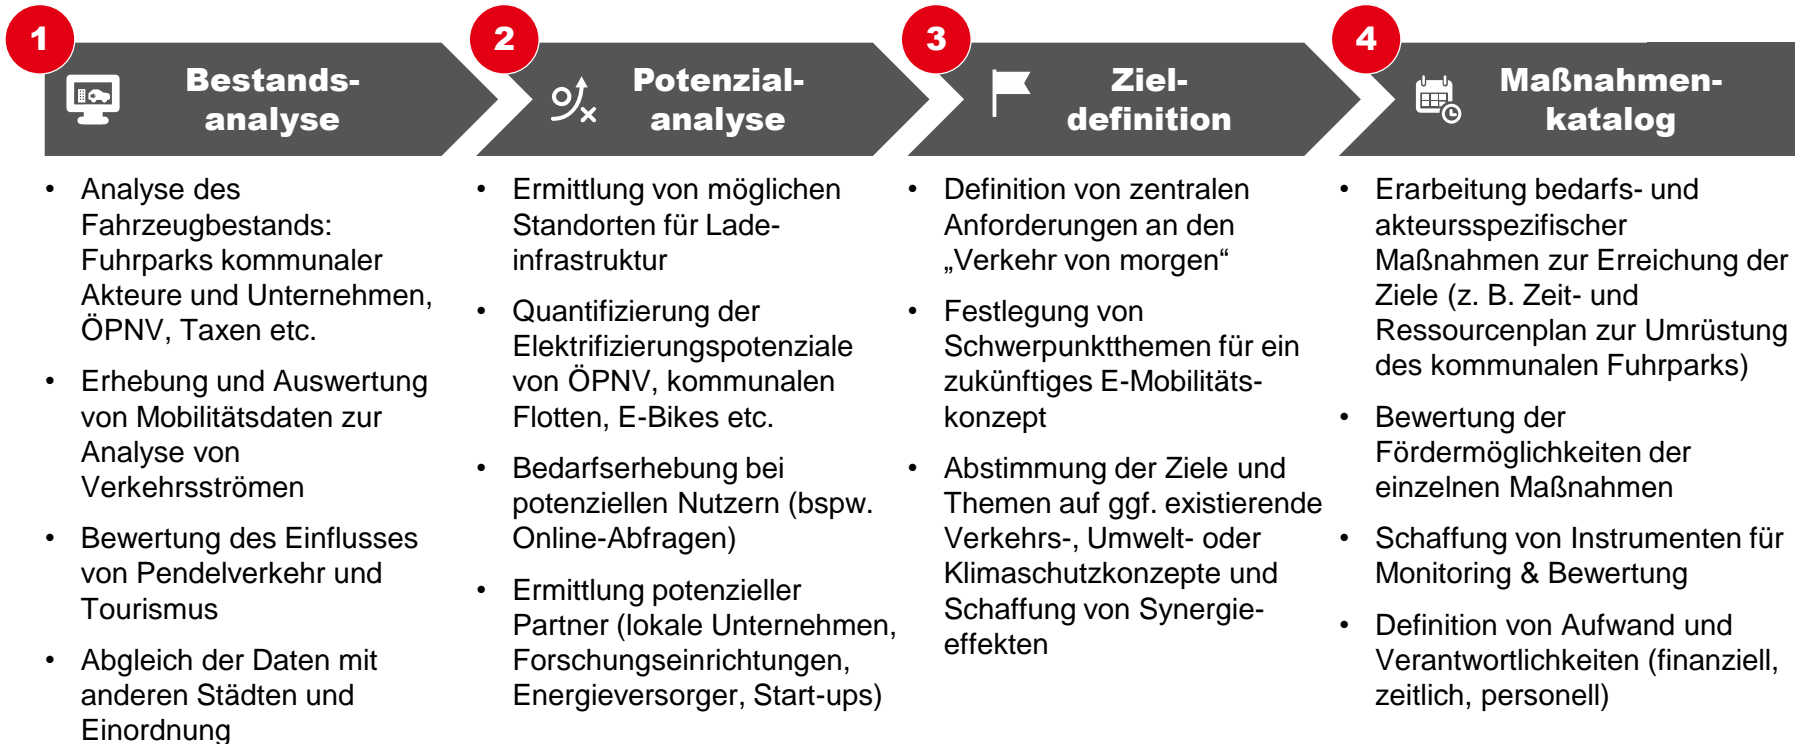 1
Bestands-
analyse
• Analyse des
Fahrzeugbestands:
Fuhrparks kommunaler
Akteure und Unternehmen,
ÖPNV, Taxen etc.
• Erhebung und Auswertung
von Mobilitätsdaten zur
Analyse von
Verkehrsströmen
• Bewertung des Einflusses
von Pendelverkehr und
Tourismus
• Abgleich der Daten mit
anderen Städten und
Einordnung
2
Potenzial-
analyse
• Ermittlung von möglichen
Standorten für Lade-
infrastruktur
• Quantifizierung der
Elektrifizierungspotenziale
von ÖPNV, kommunalen
Flotten, E-Bikes etc.
• Bedarfserhebung bei
potenziellen Nutzern (bspw.
Online-Abfragen)
• Ermittlung potenzieller
Partner (lokale Unternehmen,
Forschungseinrichtungen,
Energieversorger, Start-ups)
3
Ziel-
definition
• Definition von zentralen
Anforderungen an den
„Verkehr von morgen“
• Festlegung von
Schwerpunktthemen für ein
zukünftiges E-Mobilitäts-
konzept
• Abstimmung der Ziele und
Themen auf ggf. existierende
Verkehrs-, Umwelt- oder
Klimaschutzkonzepte und
Schaffung von Synergie-
effekten
4
Maßnahmen-
katalog
• Erarbeitung bedarfs- und
akteursspezifischer
Maßnahmen zur Erreichung der
Ziele (z. B. Zeit- und
Ressourcenplan zur Umrüstung
des kommunalen Fuhrparks)
• Bewertung der
Fördermöglichkeiten der
einzelnen Maßnahmen
• Schaffung von Instrumenten für
Monitoring & Bewertung
• Definition von Aufwand und
Verantwortlichkeiten (finanziell,
zeitlich, personell)